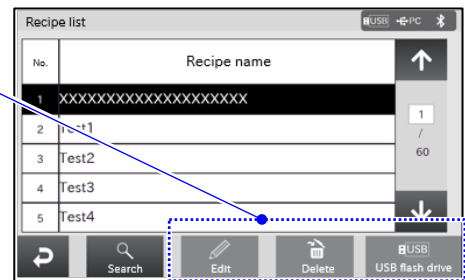 Recipe list USB PC
No. Recipe name
1 XXXXXXXXXXXXXXXXXXXX
2 Test1
3 Test2
4 Test3
5 Test4
1
/
60
Search Edit Delete USB
USB flash drive